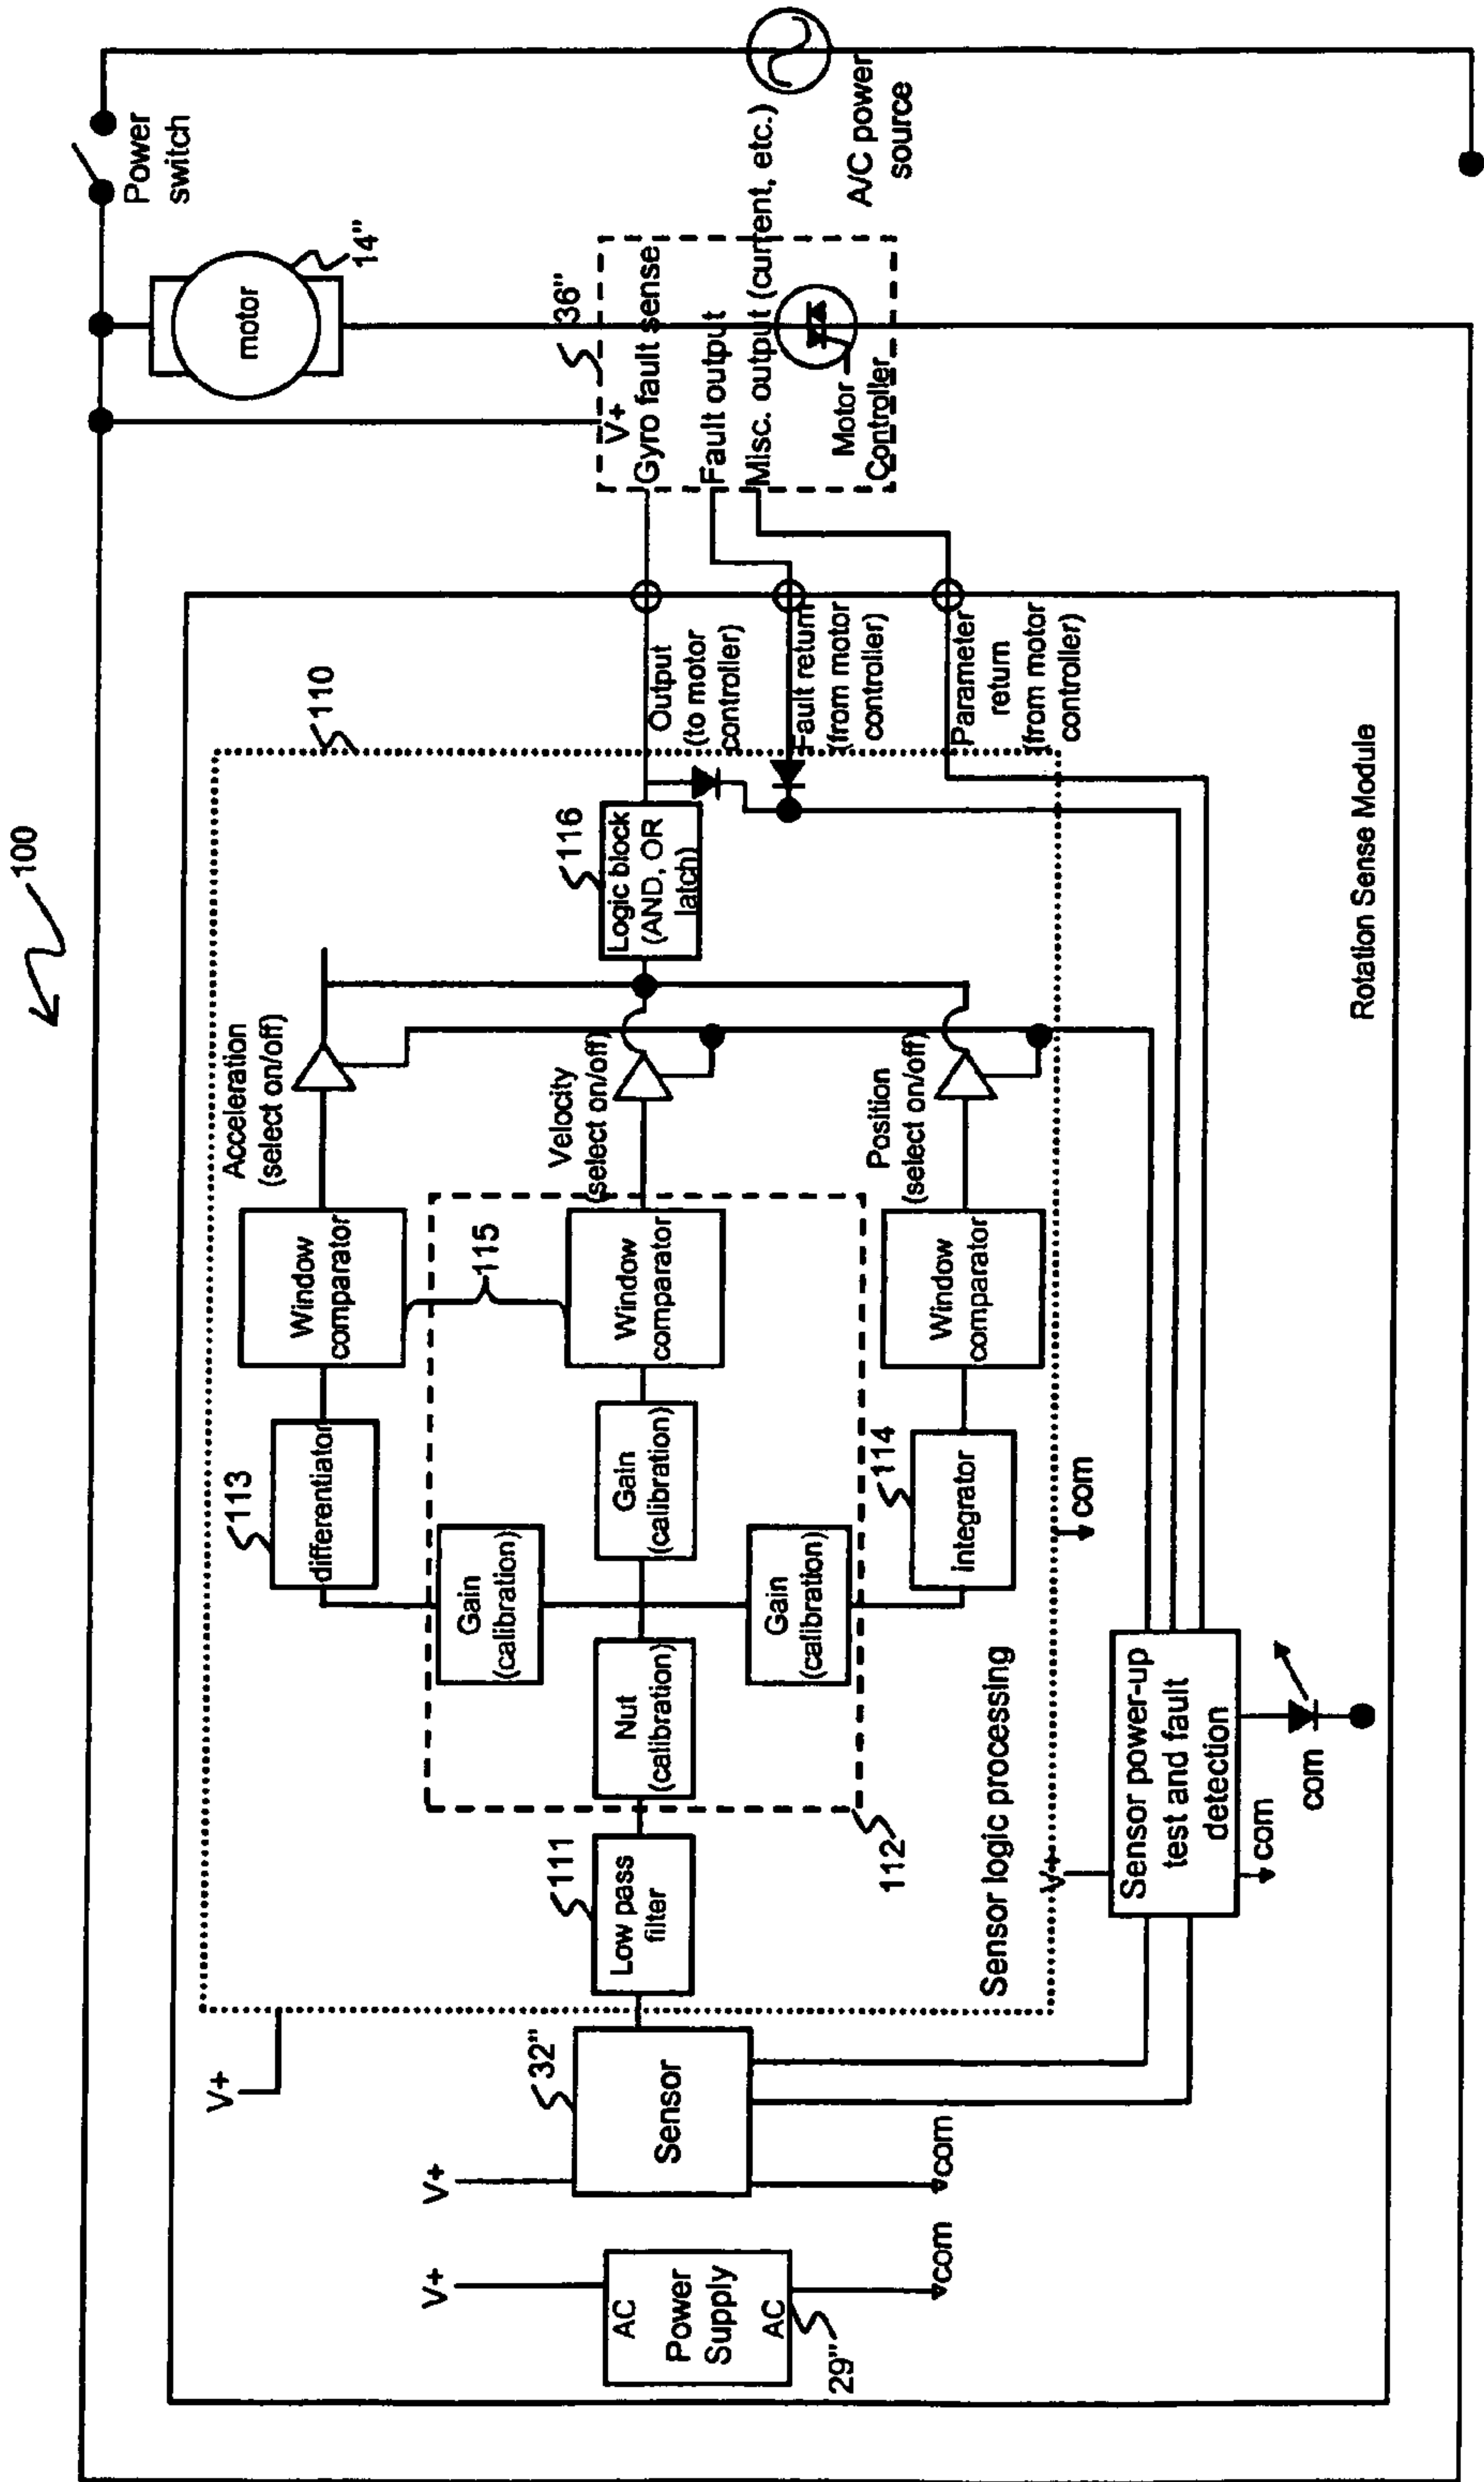 100
Power
switch
motor
14"
36"
V+
Gyro fault sense
Fault output
Misc. output (current, etc.)
Motor
Controller
A/C power
source
110
Output
(to motor
controller)
Fault return
(from motor
controller)
Parameter
return
(from motor
controller)
116
Logic block
(AND, OR
latch)
Acceleration
(select on/off)
Velocity
(select on/off)
Position
(select on/off)
Window
comparator
115
Window
comparator
Window
comparator
113
differentiator
Gain
(calibration)
Gain
(calibration)
Gain
(calibration)
114
integrator
com
Nut
(calibration)
112
111
Low pass
filter
Sensor logic processing
V+
V+
32"
Sensor
V+
com
V+
AC
Power
Supply
AC
29"
com
Sensor power-up
test and fault
detection
com
com
Rotation Sense Module